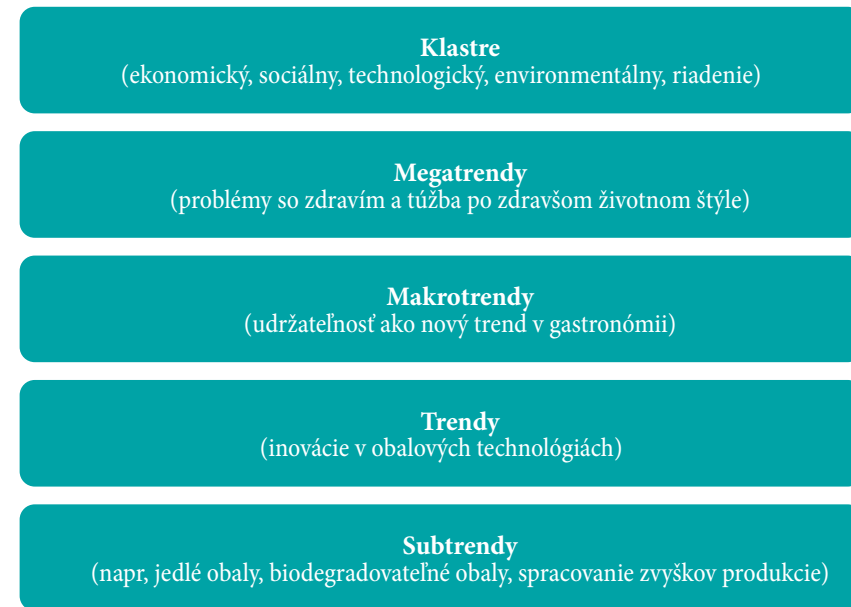 Klastre
(ekonomický, sociálny, technologický, environmentálny, riadenie)
Megatrendy
(problémy so zdravím a túžba po zdravšom životnom štýle)
Makrotrendy
(udržateľnosť ako nový trend v gastronómii)
Trendy
(inovácie v obalových technológiách)
Subtrendy
(napr, jedlé obaly, biodegradovateľné obaly, spracovanie zvyškov produkcie)